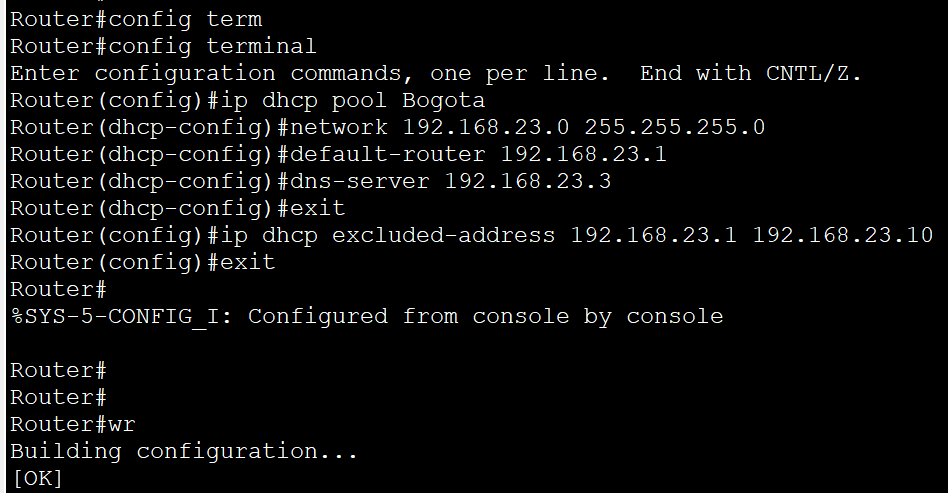 Router#config term
Router#config terminal
Enter configuration commands, one per line.  End with CNTL/Z.
Router(config)#ip dhcp pool Bogota
Router(dhcp-config)#network 192.168.23.0 255.255.255.0
Router(dhcp-config)#default-router 192.168.23.1
Router(dhcp-config)#dns-server 192.168.23.3
Router(dhcp-config)#exit
Router(config)#ip dhcp excluded-address 192.168.23.1 192.168.23.10
Router(config)#exit
Router#
%SYS-5-CONFIG_I: Configured from console by console
Router#
Router#
Router#wr
Building configuration...
[OK]